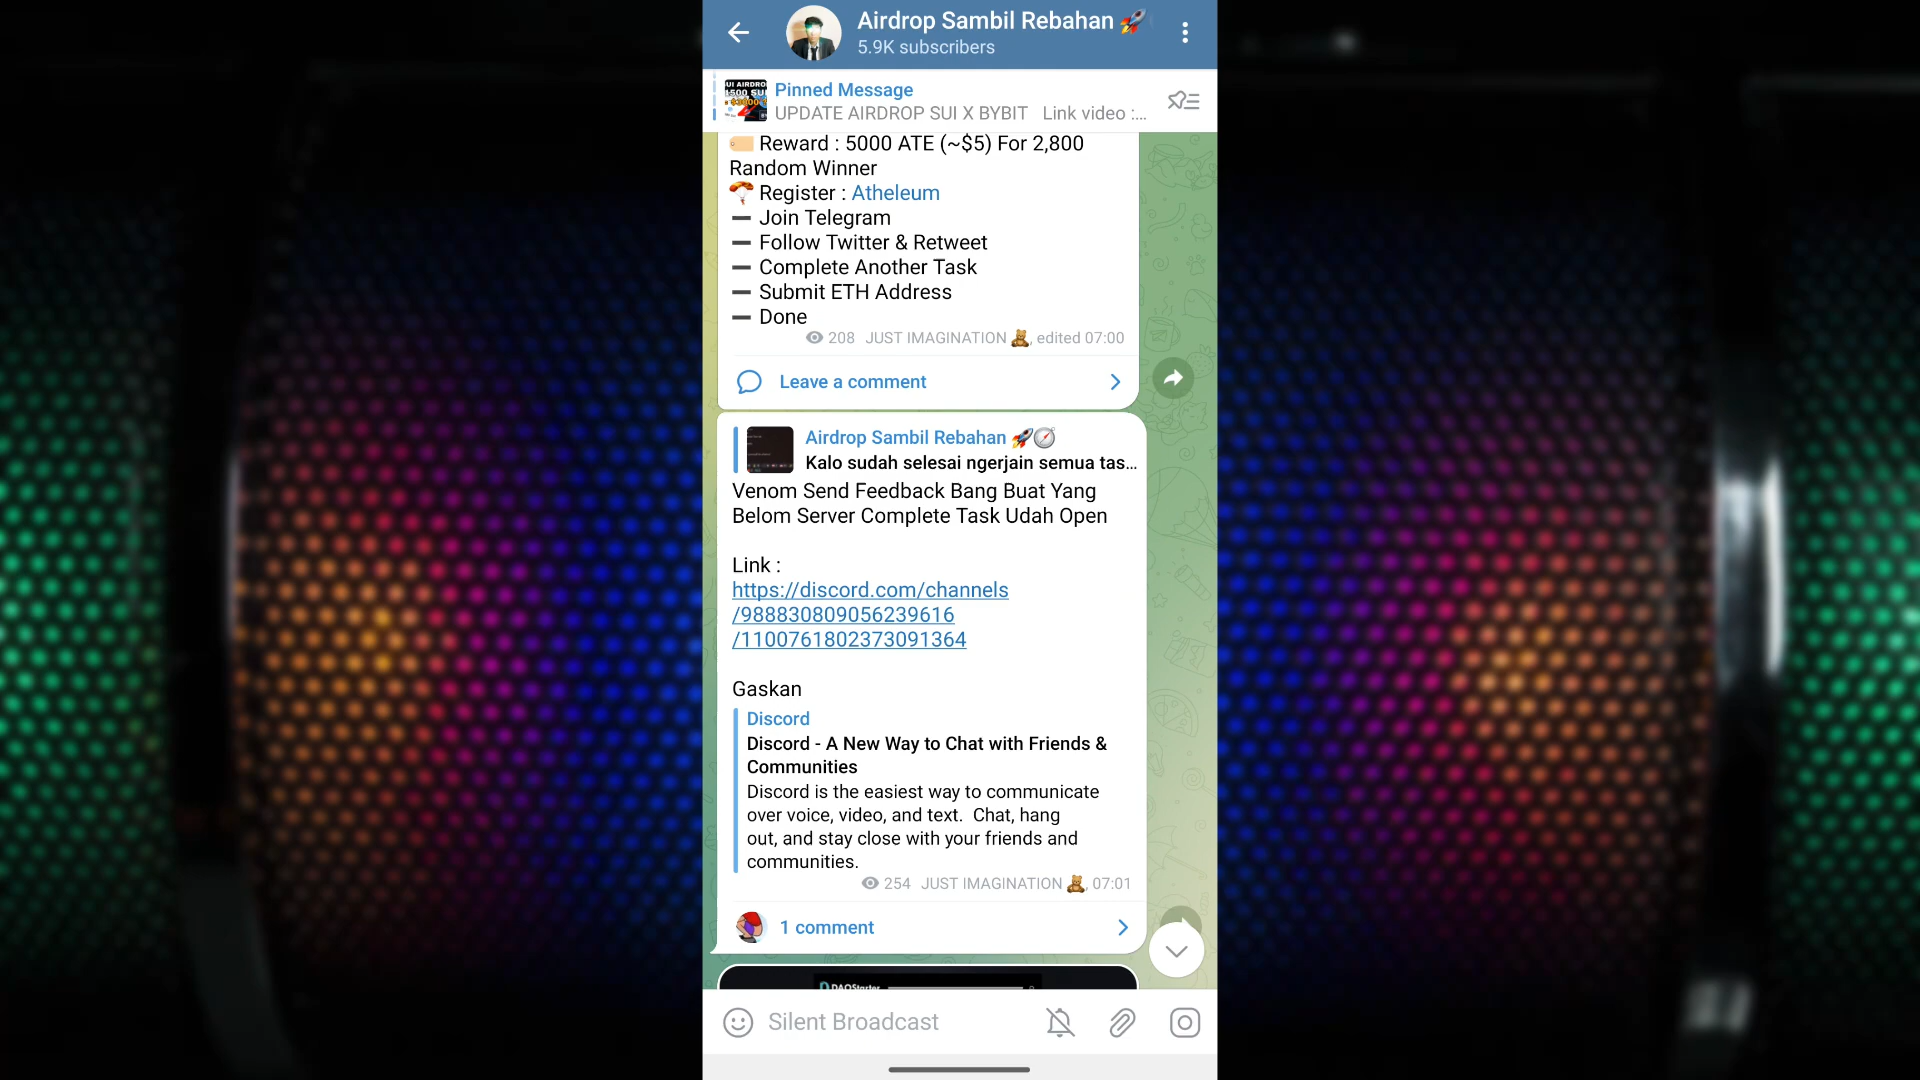 Airdrop Sambil Rebahan 🚀
5.9K subscribers
Pinned Message
UPDATE AIRDROP SUI X BYBIT Link video :...
Reward : 5000 ATE (~$5) For 2,800
Random Winner
Register : Atheleum
➖ Join Telegram
➖ Follow Twitter & Retweet
➖ Complete Another Task
➖ Submit ETH Address
➖ Done
208 JUST IMAGINATION 🧸, edited 07:00
Leave a comment
Airdrop Sambil Rebahan 🚀🧭
Kalo sudah selesai ngerjain semua tas...
Venom Send Feedback Bang Buat Yang
Belom Server Complete Task Udah Open
Link :
https://discord.com/channels
/988830809056239616
/1100761802373091364
Gaskan
Discord
Discord - A New Way to Chat with Friends &
Communities
Discord is the easiest way to communicate
over voice, video, and text. Chat, hang
out, and stay close with your friends and
communities.
254 JUST IMAGINATION 🧸, 07:01
1 comment
DAOStarter
Silent Broadcast